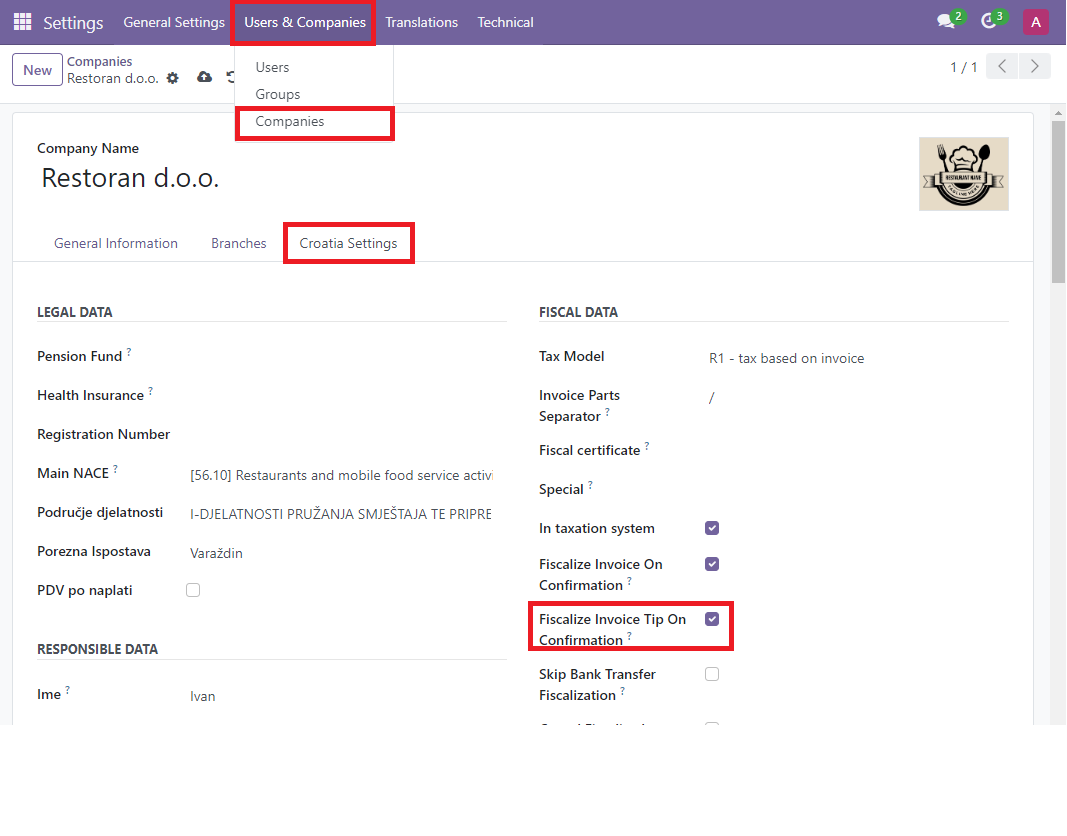 Settings General Settings Users & Companies Translations Technical 2 3 A
New Companies
Restoran d.o.o.
1 / 1
Users
Groups
Companies
Company Name
Restoran d.o.o.
RESTAURANT NAME
General Information Branches Croatia Settings
LEGAL DATA
Pension Fund ?
Health Insurance ?
Registration Number
Main NACE ? [56.10] Restaurants and mobile food service activi
Područje djelatnosti I-DJELATNOSTI PRUŽANJA SMJEŠTAJA TE PRIPRE
Porezna Ispostava Varaždin
PDV po naplati
RESPONSIBLE DATA
Ime ? Ivan
FISCAL DATA
Tax Model R1 - tax based on invoice
Invoice Parts /
Separator ?
Fiscal certificate ?
Special ?
In taxation system
Fiscalize Invoice On
Confirmation ?
Fiscalize Invoice Tip On
Confirmation ?
Skip Bank Transfer
Fiscalization ?